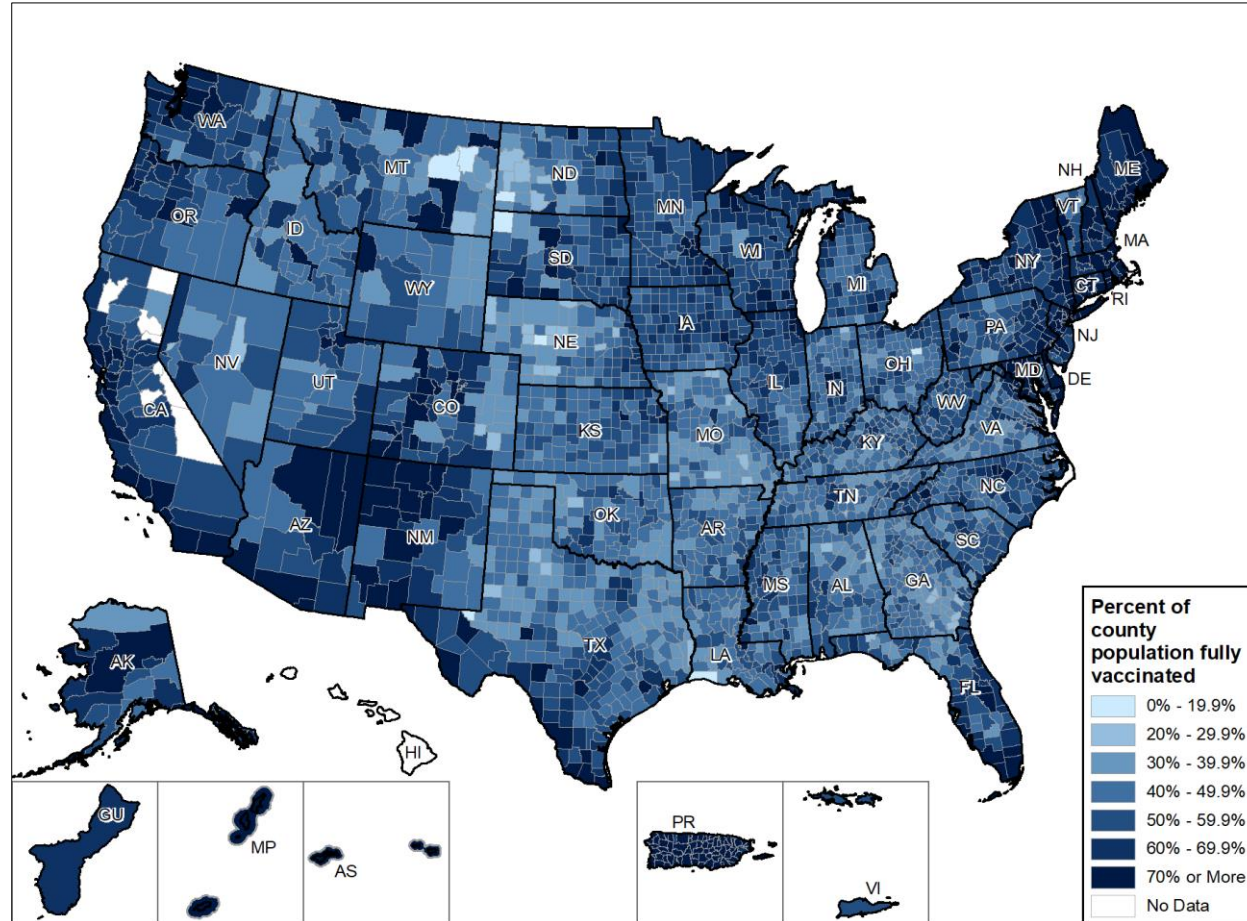 WA
MT
ND
MN
OR
ID
SD
WI
WY
MI
NH
VT
ME
NY
MA
CT
RI
IA
NE
PA
NJ
NV
UT
CO
IL
IN
OH
MD
DE
CA
KS
MO
WV
VA
KY
AZ
NM
OK
AR
TN
NC
SC
TX
LA
MS
AL
GA
FL
AK
HI
GU
MP
AS
PR
VI
Percent of
county
population fully
vaccinated
0% - 19.9%
20% - 29.9%
30% - 39.9%
40% - 49.9%
50% - 59.9%
60% - 69.9%
70% or More
No Data